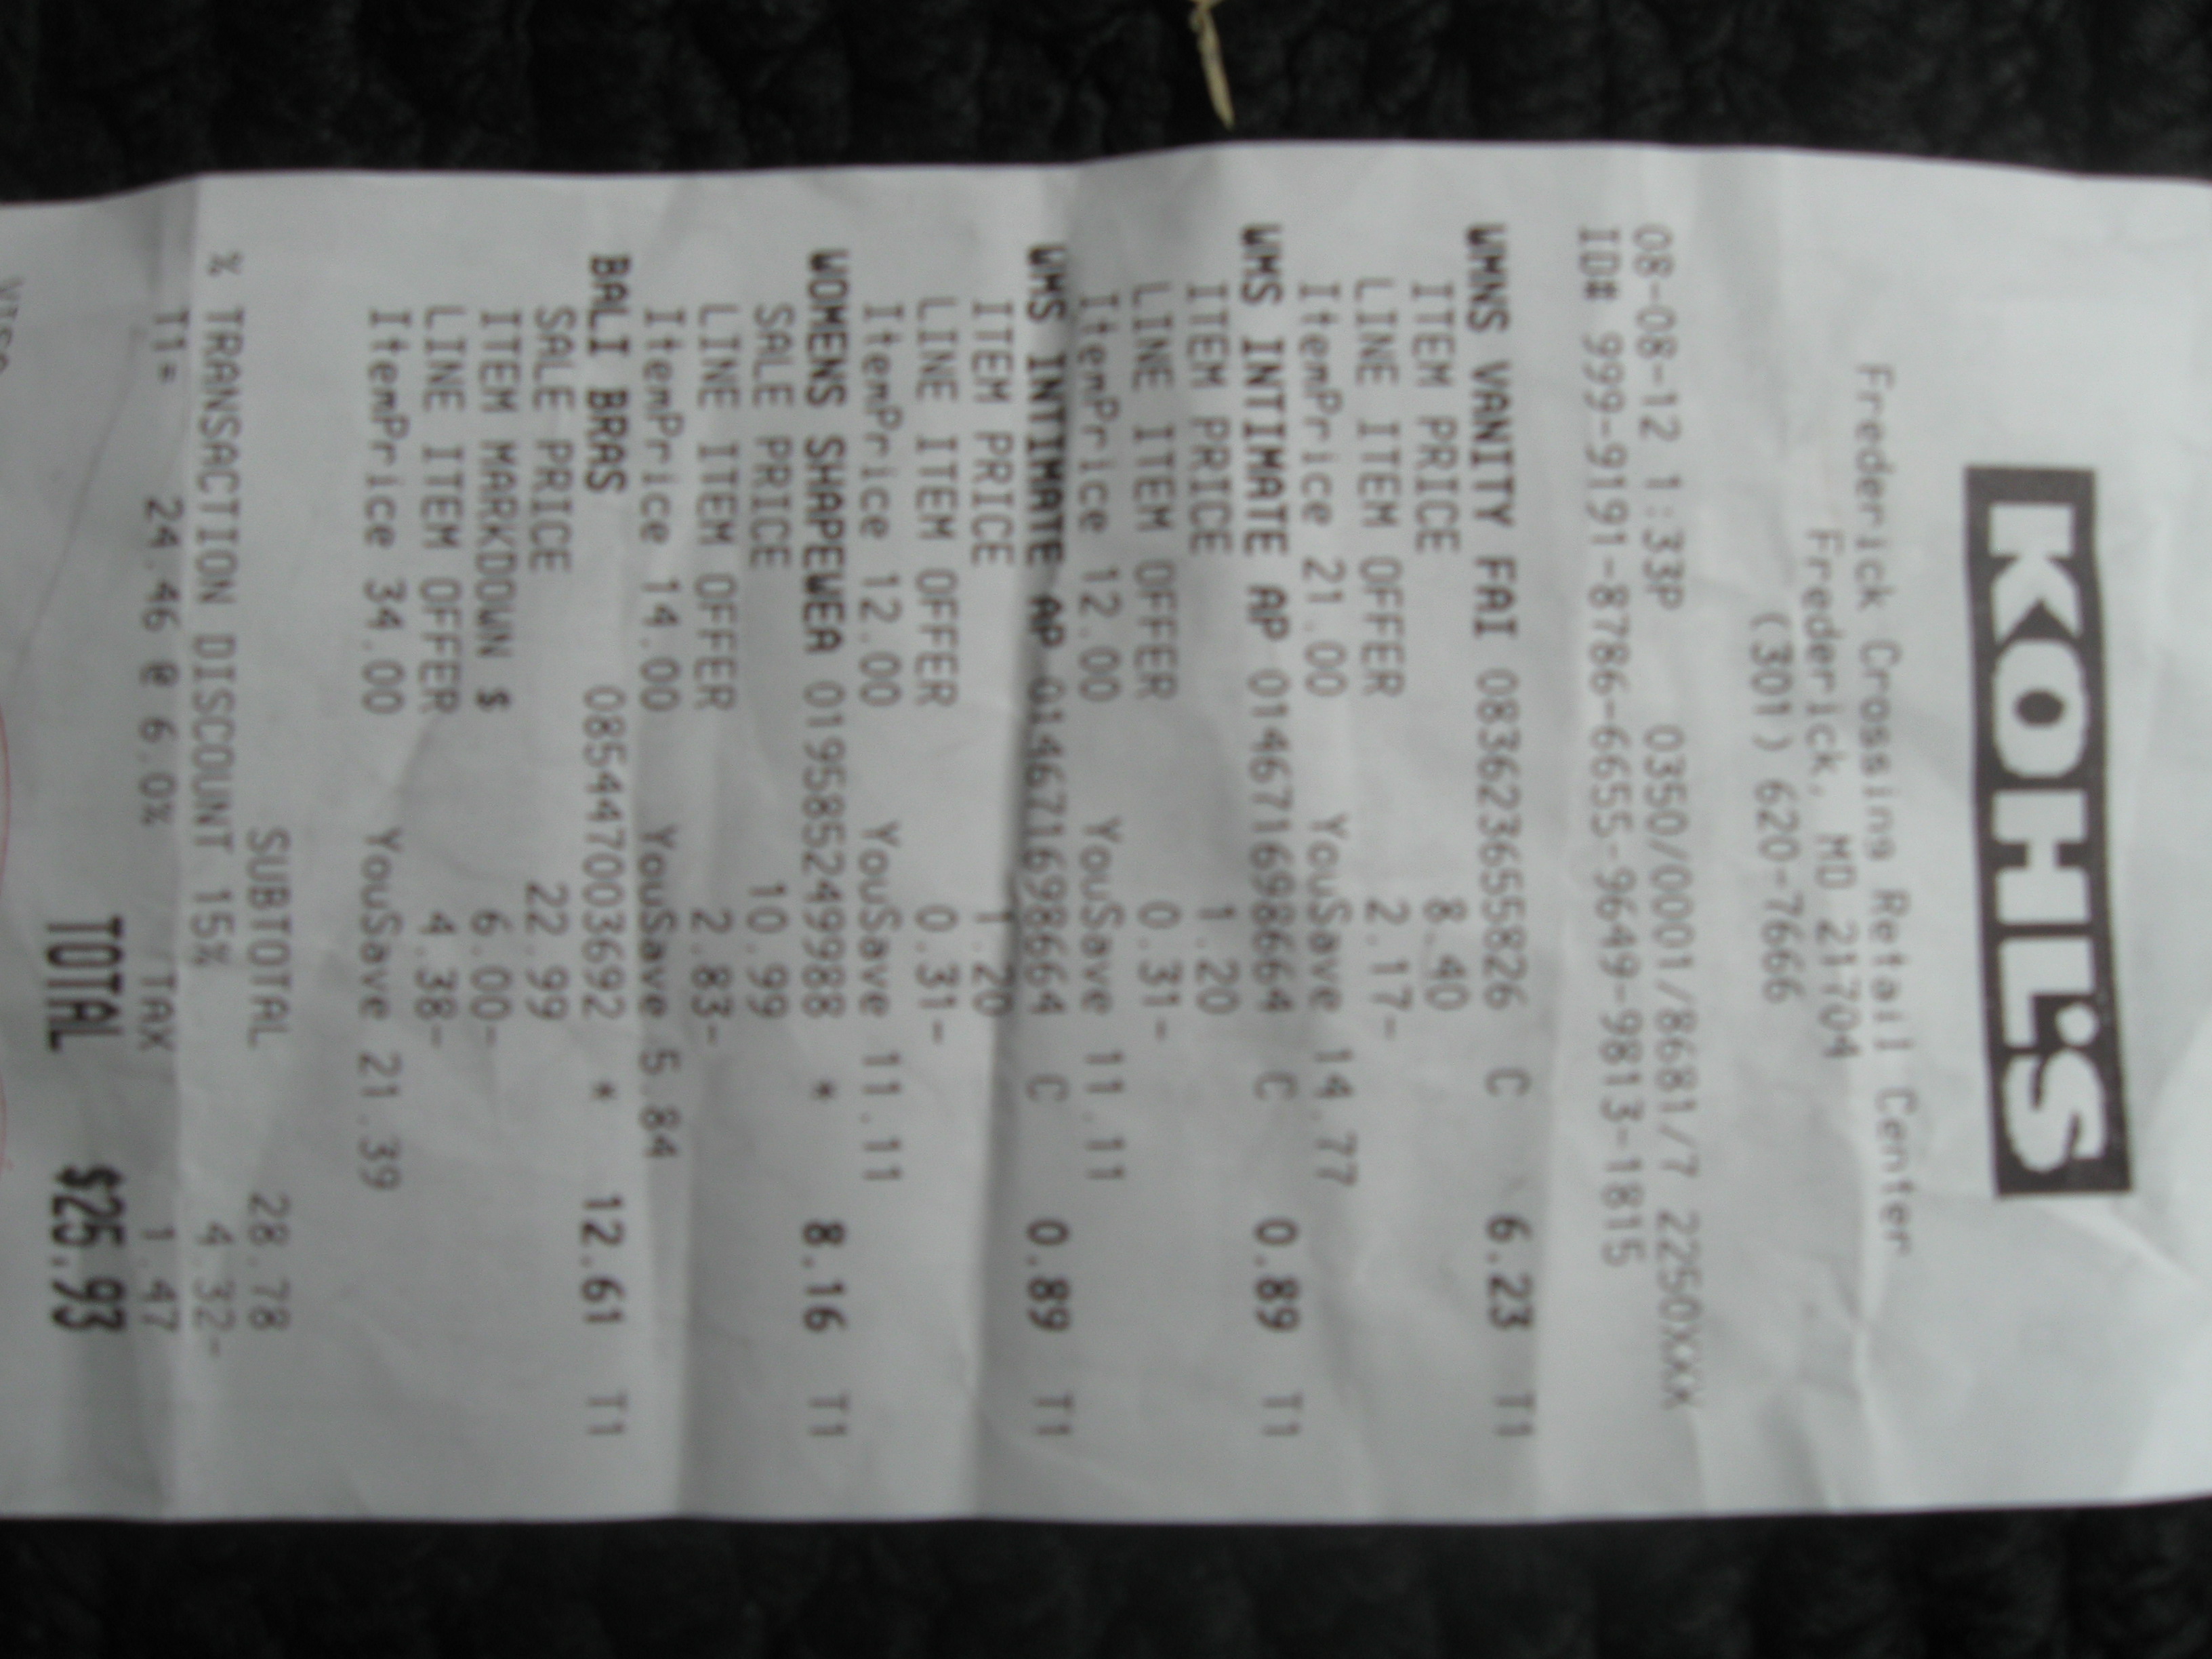 KOHL'S
Frederick Crossing Retail Center
Frederick, MD 21704
(301) 620-7666
08-08-12 1:33P 0350/0001/8681/7 2250XXX
ID# 999-9191-8786-6655-9649-9813-1815
WMNS VANITY FAI 083623655826 C 6.23 T1
ITEM PRICE 8.40
LINE ITEM OFFER 2.17-
ItemPrice 21.00 YouSave 14.77
WMS INTIMATE AP 014671698664 C 0.89 T1
ITEM PRICE 1.20
LINE ITEM OFFER 0.31-
ItemPrice 12.00 YouSave 11.11
WMS INTIMATE AP 014671698664 C 0.89 T1
ITEM PRICE 1.20
LINE ITEM OFFER 0.31-
ItemPrice 12.00 YouSave 11.11
WOMENS SHAPEWEA 019585249988 * 8.16 T1
SALE PRICE 10.99
LINE ITEM OFFER 2.83-
ItemPrice 14.00 YouSave 5.84
BALI BRAS 085447003692 * 12.61 T1
SALE PRICE 22.99
ITEM MARKDOWN $ 6.00-
LINE ITEM OFFER 4.38-
ItemPrice 34.00 YouSave 21.39
SUBTOTAL 28.78
% TRANSACTION DISCOUNT 15% 4.32-
T1= 24.46 @ 6.0% TAX 1.47
TOTAL $25.93